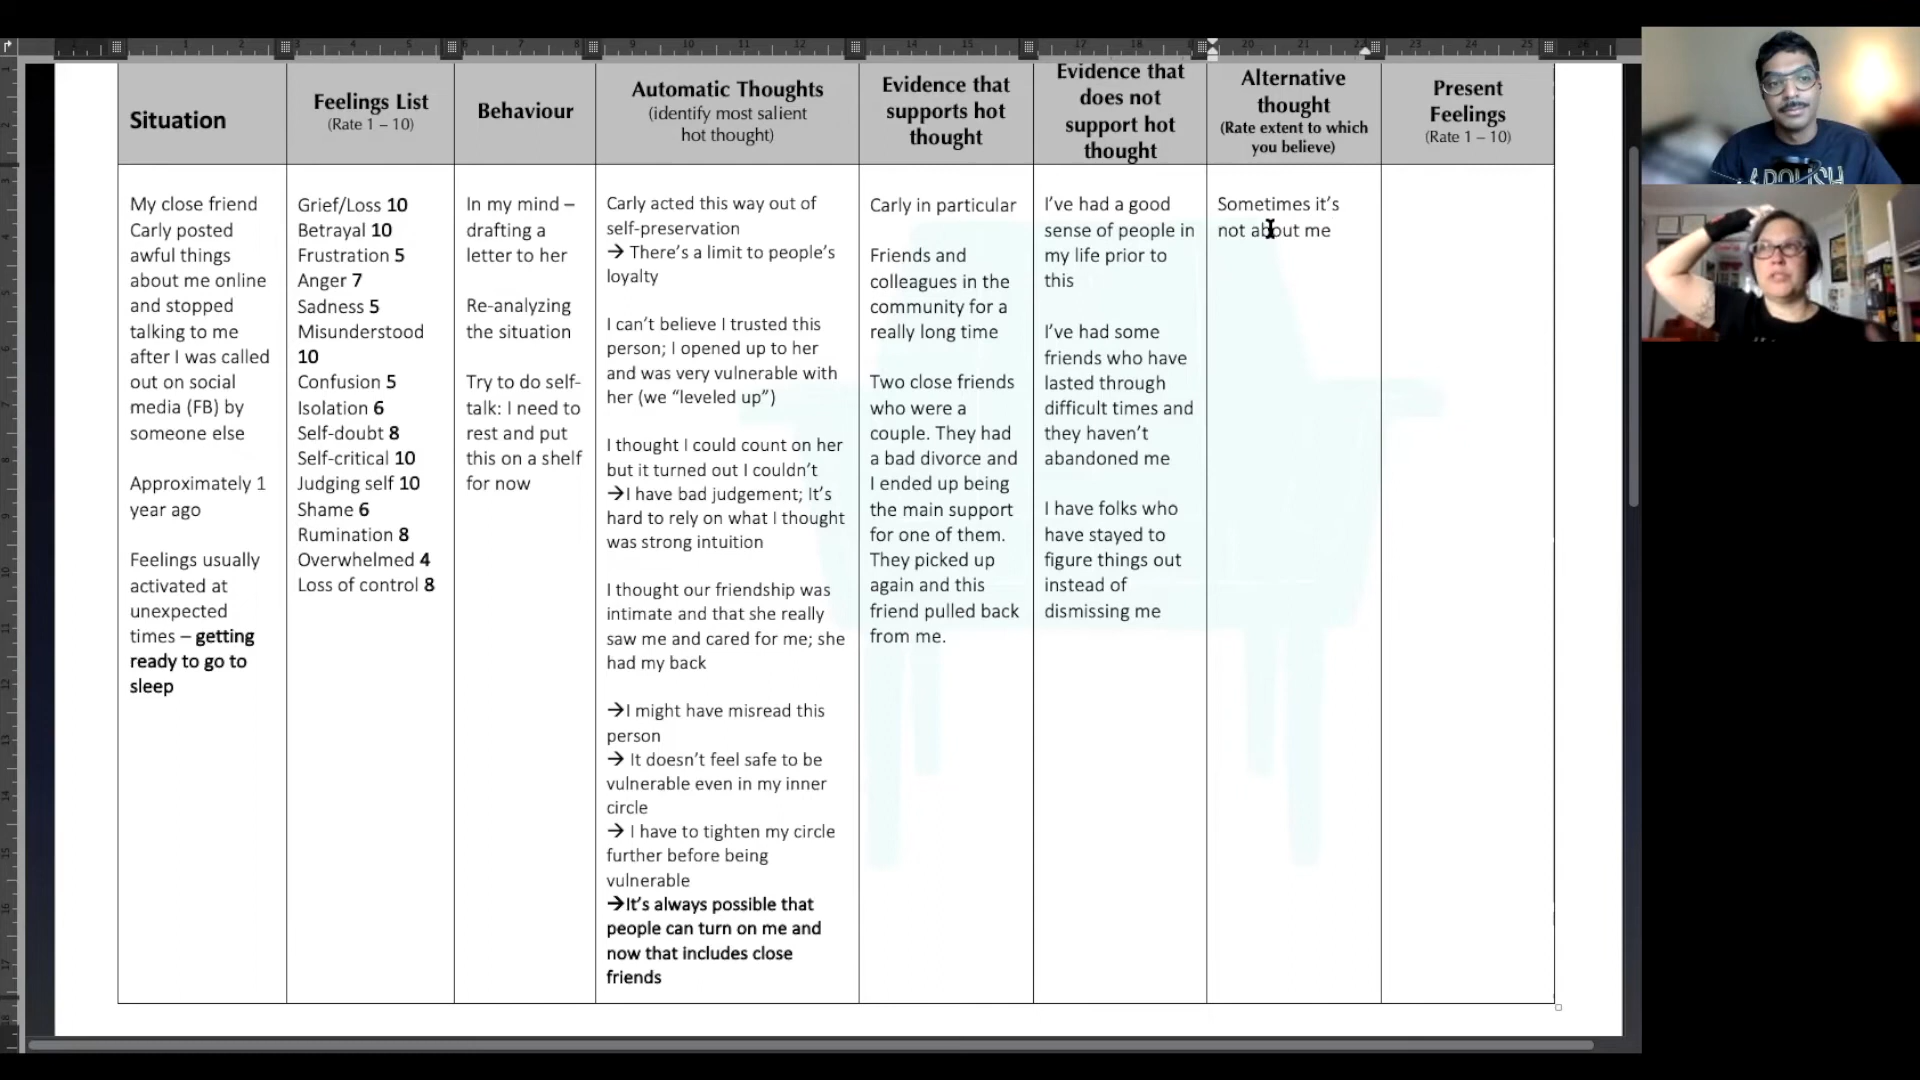 Situation
Feelings List
(Rate 1 – 10)
Behaviour
Automatic Thoughts
(identify most salient
hot thought)
Evidence that
supports hot
thought
Evidence that
does not
support hot
thought
Alternative
thought
(Rate extent to which
you believe)
Present
Feelings
(Rate 1 – 10)
My close friend
Carly posted
awful things
about me online
and stopped
talking to me
after I was called
out on social
media (FB) by
someone else
Approximately 1
year ago
Feelings usually
activated at
unexpected
times – getting
ready to go to
sleep
Grief/Loss 10
Betrayal 10
Frustration 5
Anger 7
Sadness 5
Misunderstood
10
Confusion 5
Isolation 6
Self-doubt 8
Self-critical 10
Judging self 10
Shame 6
Rumination 8
Overwhelmed 4
Loss of control 8
In my mind –
drafting a
letter to her
Re-analyzing
the situation
Try to do self-
talk: I need to
rest and put
this on a shelf
for now
Carly acted this way out of
self-preservation
→ There's a limit to people's
loyalty
I can't believe I trusted this
person; I opened up to her
and was very vulnerable with
her (we “leveled up”)
I thought I could count on her
but it turned out I couldn't
→I have bad judgement; It's
hard to rely on what I thought
was strong intuition
I thought our friendship was
intimate and that she really
saw me and cared for me; she
had my back
→I might have misread this
person
→ It doesn't feel safe to be
vulnerable even in my inner
circle
→ I have to tighten my circle
further before being
vulnerable
→It's always possible that
people can turn on me and
now that includes close
friends
Carly in particular
Friends and
colleagues in the
community for a
really long time
Two close friends
who were a
couple. They had
a bad divorce and
I ended up being
the main support
for one of them.
They picked up
again and this
friend pulled back
from me.
I've had a good
sense of people in
my life prior to
this
I've had some
friends who have
lasted through
difficult times and
they haven't
abandoned me
I have folks who
have stayed to
figure things out
instead of
dismissing me
Sometimes it's
not about me